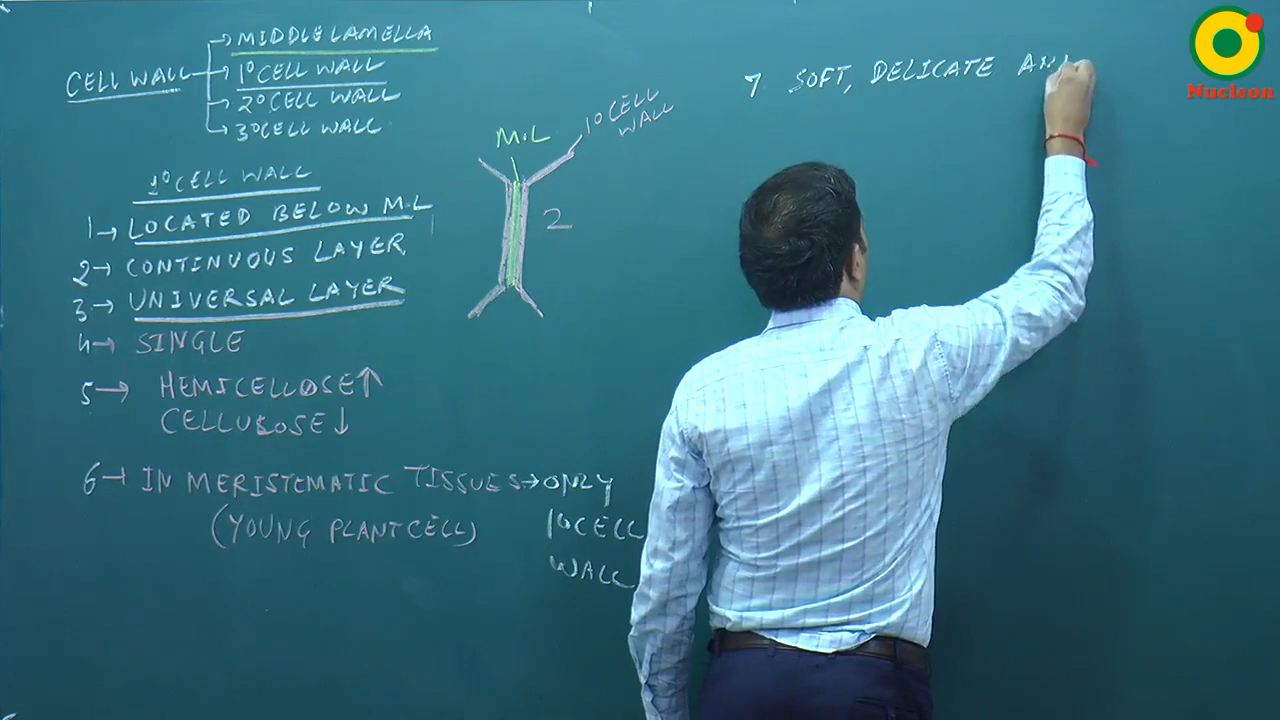 CELL WALL
→ MIDDLE LAMELLA
1° CELL WALL
2° CELL WALL
→ 3° CELL WALL
1° CELL WALL
1 → LOCATED BELOW M.L
2 → CONTINUOUS LAYER
3 → UNIVERSAL LAYER
4 → SINGLE
5 → HEMICELLOSE ↑
CELLULOSE ↓
6 → IN MERISTEMATIC TISSUES → ONLY
(YOUNG PLANT CELL) 1° CELL
WALL
M.L
1° CELL
WALL
2
7 SOFT, DELICATE AN
Nucleon